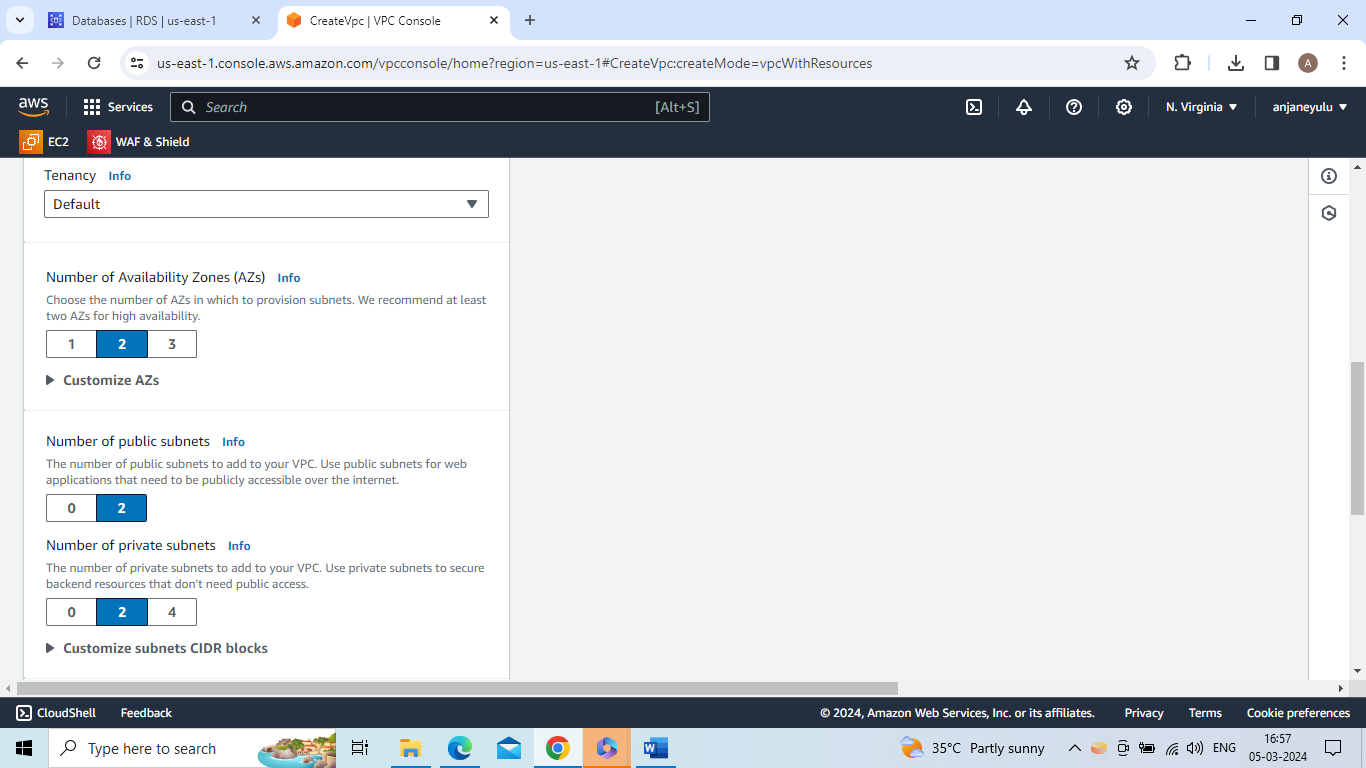 Databases | RDS | us-east-1
CreateVpc | VPC Console
us-east-1.console.aws.amazon.com/vpcconsole/home?region=us-east-1#CreateVpc:createMode=vpcWithResources
A
aws
Services
Search
[Alt+S]
N. Virginia
anjaneyulu
EC2
WAF & Shield
Tenancy Info
Default
Number of Availability Zones (AZs) Info
Choose the number of AZs in which to provision subnets. We recommend at least
two AZs for high availability.
1 2 3
Customize AZs
Number of public subnets Info
The number of public subnets to add to your VPC. Use public subnets for web
applications that need to be publicly accessible over the internet.
0 2
Number of private subnets Info
The number of private subnets to add to your VPC. Use private subnets to secure
backend resources that don't need public access.
0 2 4
Customize subnets CIDR blocks
CloudShell Feedback
© 2024, Amazon Web Services, Inc. or its affiliates. Privacy Terms Cookie preferences
Type here to search
35°C Partly sunny
ENG
16:57
05-03-2024